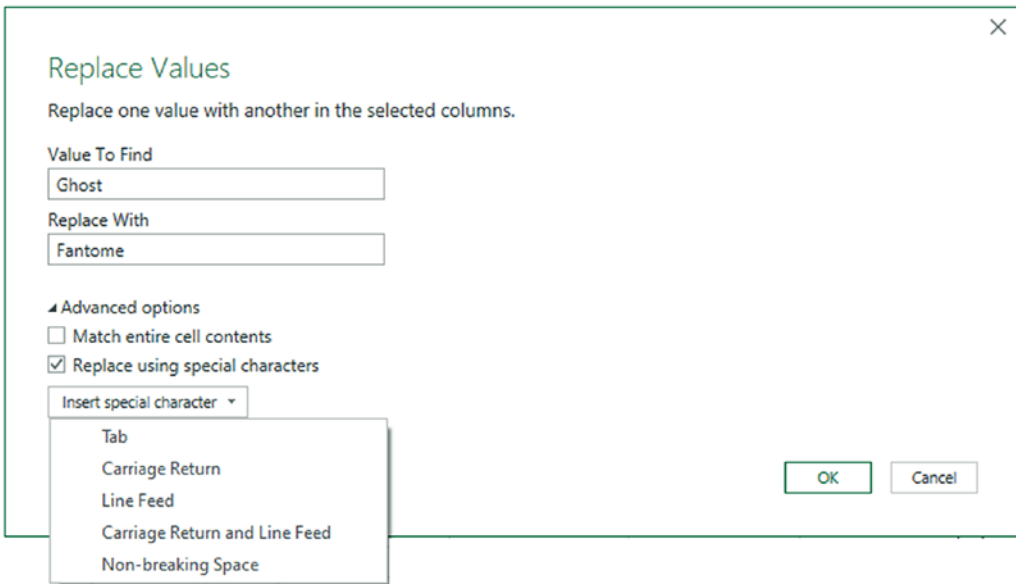 Replace Values
Replace one value with another in the selected columns.
Value To Find
Ghost
Replace With
Fantome
Advanced options
Match entire cell contents
Replace using special characters
Insert special character
Tab
Carriage Return
Line Feed
Carriage Return and Line Feed
Non-breaking Space
OK Cancel